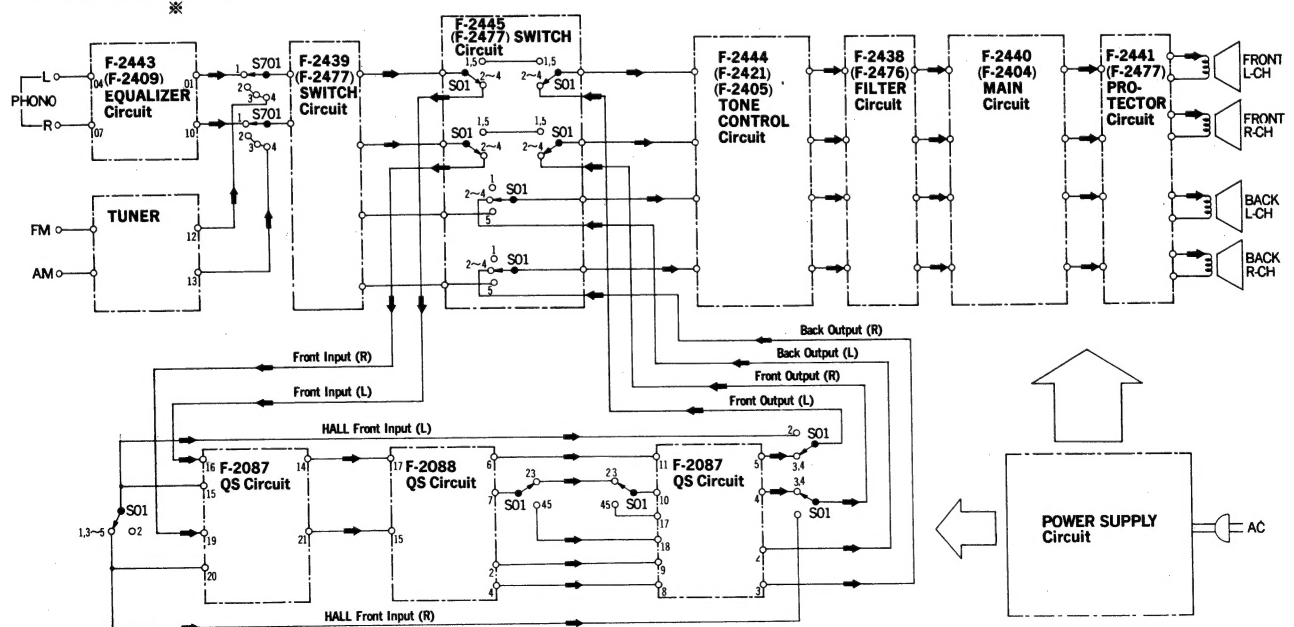 ※
F-2443
(F-2409)
EQUALIZER
Circuit
04
07
01
10
L
PHONO
R
S701
1
2
3
4
S701
1
2
3
4
F-2439
(F-2477)
SWITCH
Circuit
F-2445
(F-2477) SWITCH
Circuit
1,5
1,5
2~4
2~4
S01
S01
1,5
1,5
S01
S01
2~4
2~4
1
2~4
S01
5
1
2~4
S01
5
F-2444
(F-2421)
(F-2405)
TONE
CONTROL
Circuit
F-2438
(F-2476)
FILTER
Circuit
F-2440
(F-2404)
MAIN
Circuit
F-2441
(F-2477)
PRO-
TECTOR
Circuit
FRONT
L-CH
FRONT
R-CH
BACK
L-CH
BACK
R-CH
TUNER
FM
AM
12
13
Back Output (R)
Back Output (L)
Front Output (R)
Front Output (L)
Front Input (R)
Front Input (L)
HALL Front Input (L)
F-2087
QS Circuit
16
15
19
20
14
21
F-2088
QS Circuit
17
15
6
7
2
4
23
S01
45
23
S01
45
F-2087
QS Circuit
11
10
17
18
9
8
5
4
2
3
2
S01
3,4
3,4
S01
S01
1,3~5
2
HALL Front Input (R)
POWER SUPPLY
Circuit
AC